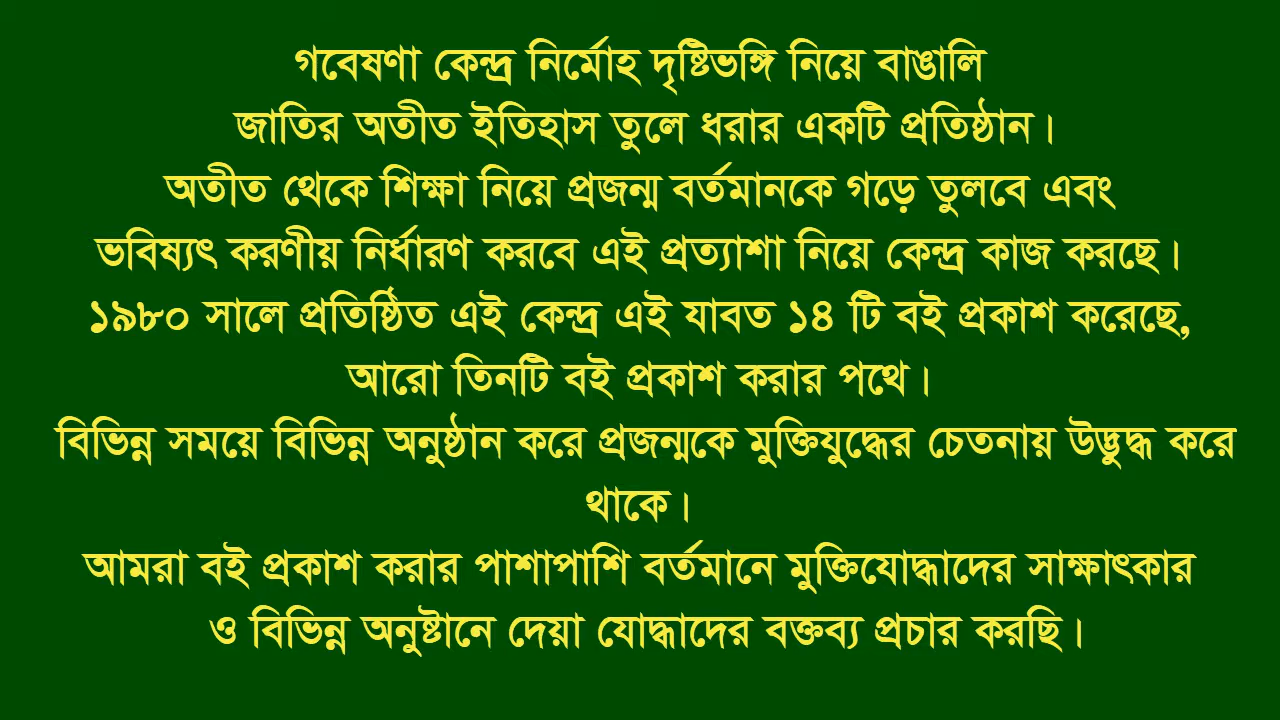 গবেষণা কেন্দ্র নির্মোহ দৃষ্টিভঙ্গি নিয়ে বাঙালি
জাতির অতীত ইতিহাস তুলে ধরার একটি প্রতিষ্ঠান।
অতীত থেকে শিক্ষা নিয়ে প্রজন্ম বর্তমানকে গড়ে তুলবে এবং
ভবিষ্যৎ করণীয় নির্ধারণ করবে এই প্রত্যাশা নিয়ে কেন্দ্র কাজ করছে।
১৯৮০ সালে প্রতিষ্ঠিত এই কেন্দ্র এই যাবত ১৪ টি বই প্রকাশ করেছে,
আরো তিনটি বই প্রকাশ করার পথে।
বিভিন্ন সময়ে বিভিন্ন অনুষ্ঠান করে প্রজন্মকে মুক্তিযুদ্ধের চেতনায় উদ্ভুদ্ধ করে
থাকে।
আমরা বই প্রকাশ করার পাশাপাশি বর্তমানে মুক্তিযোদ্ধাদের সাক্ষাৎকার
ও বিভিন্ন অনুষ্টানে দেয়া যোদ্ধাদের বক্তব্য প্রচার করছি।